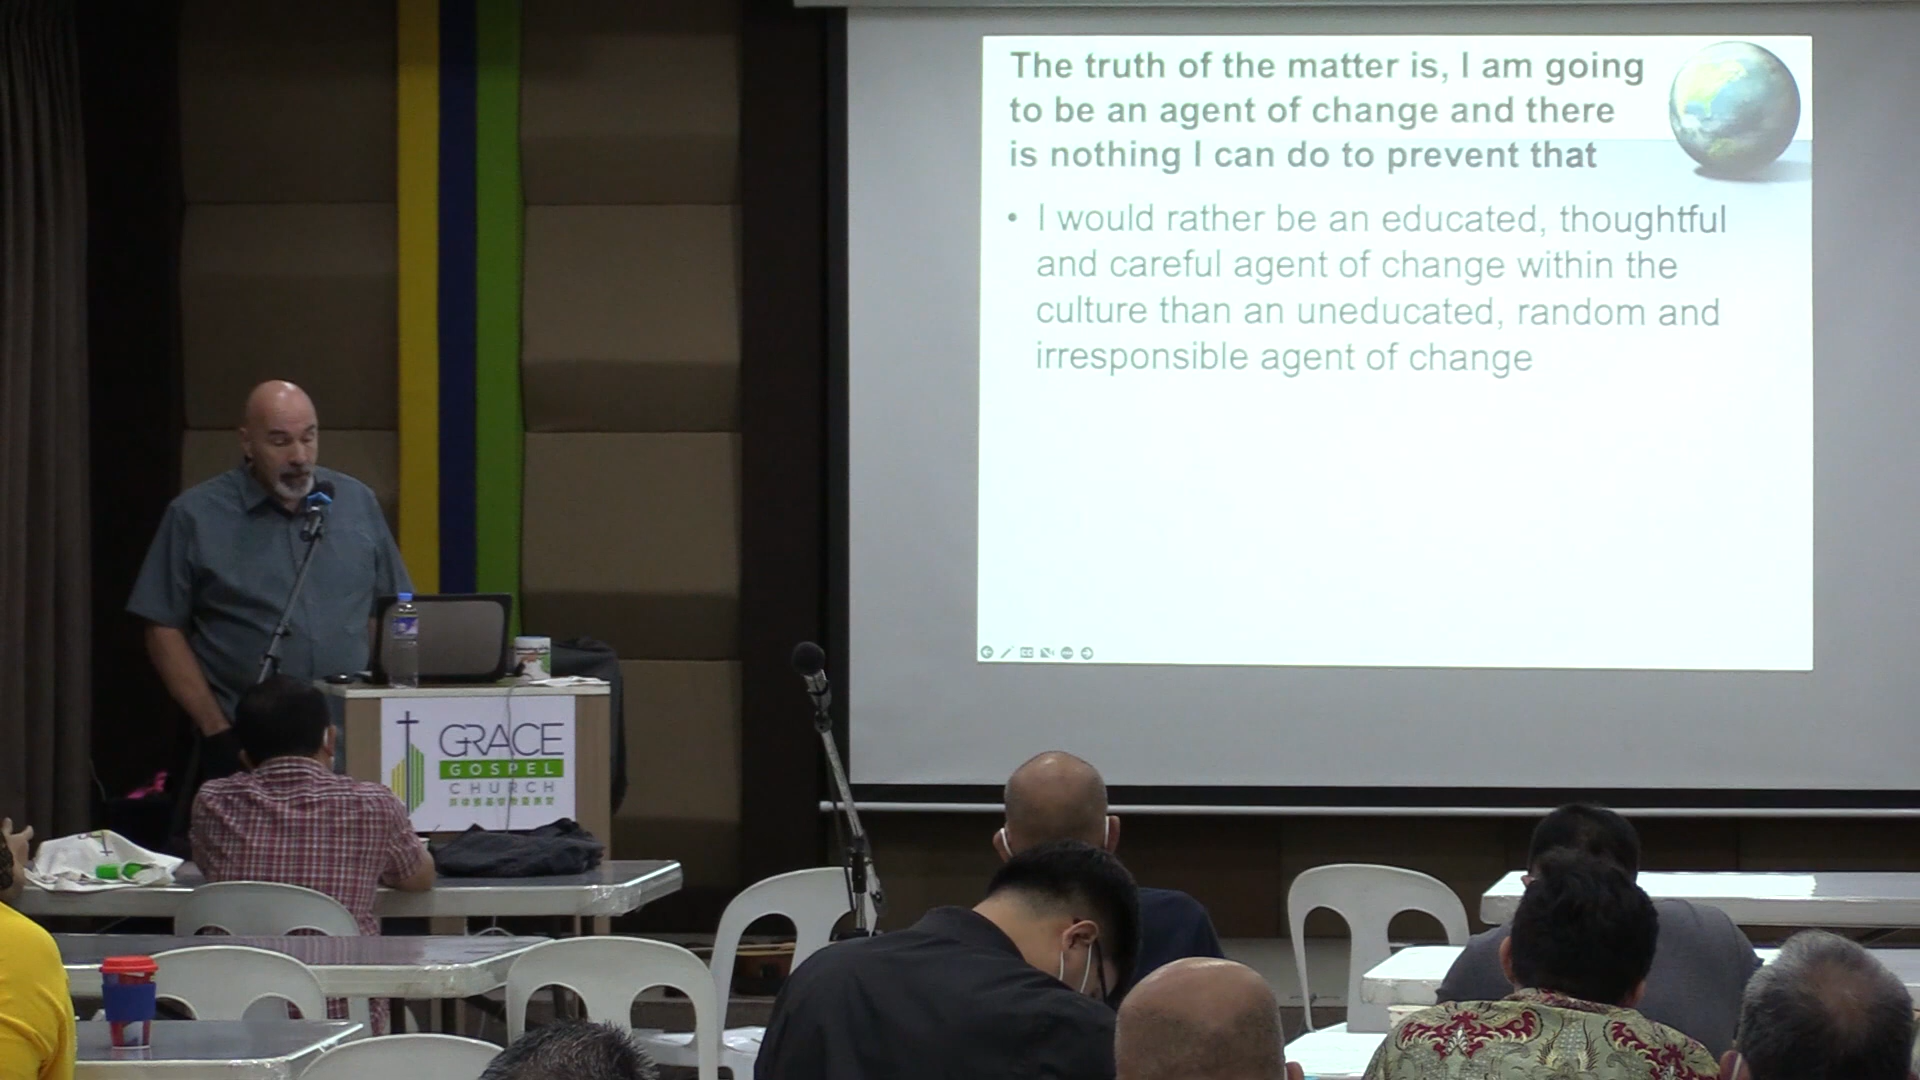 The truth of the matter is, I am going
to be an agent of change and there
is nothing I can do to prevent that
• I would rather be an educated, thoughtful
and careful agent of change within the
culture than an uneducated, random and
irresponsible agent of change
GRACE
GOSPEL
CHURCH